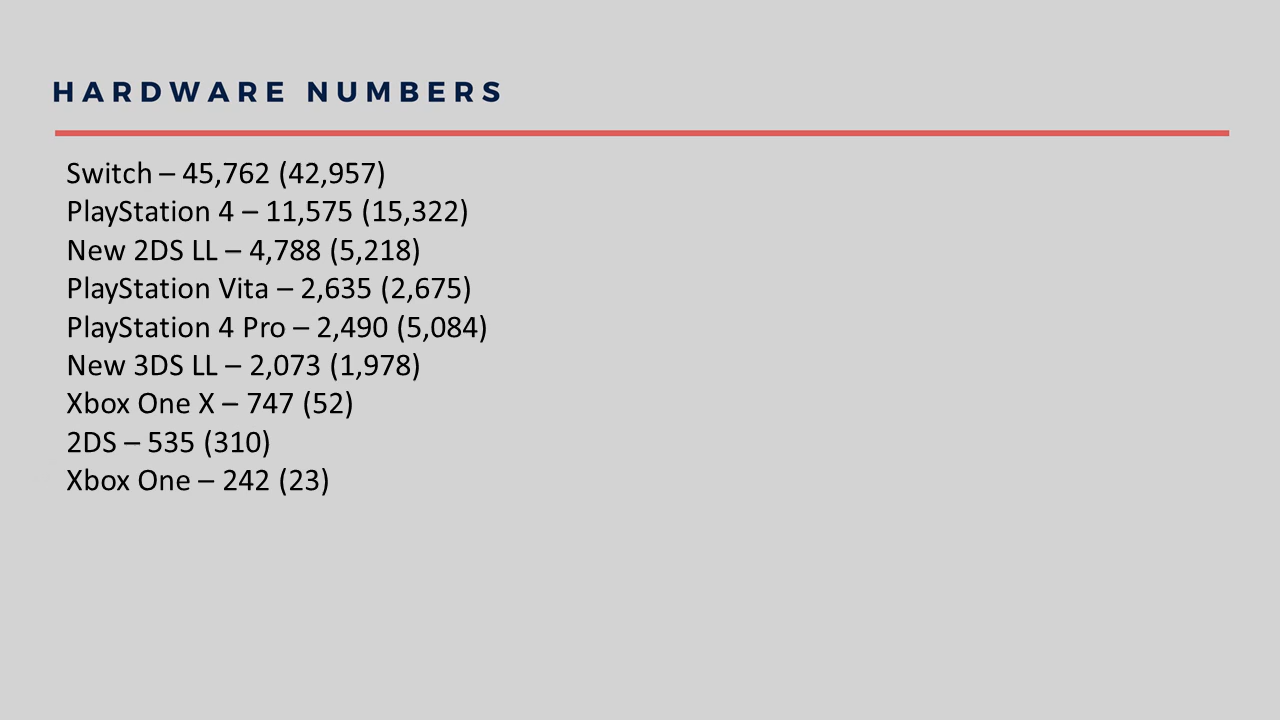 HARDWARE NUMBERS
Switch – 45,762 (42,957)
PlayStation 4 – 11,575 (15,322)
New 2DS LL – 4,788 (5,218)
PlayStation Vita – 2,635 (2,675)
PlayStation 4 Pro – 2,490 (5,084)
New 3DS LL – 2,073 (1,978)
Xbox One X – 747 (52)
2DS – 535 (310)
Xbox One – 242 (23)